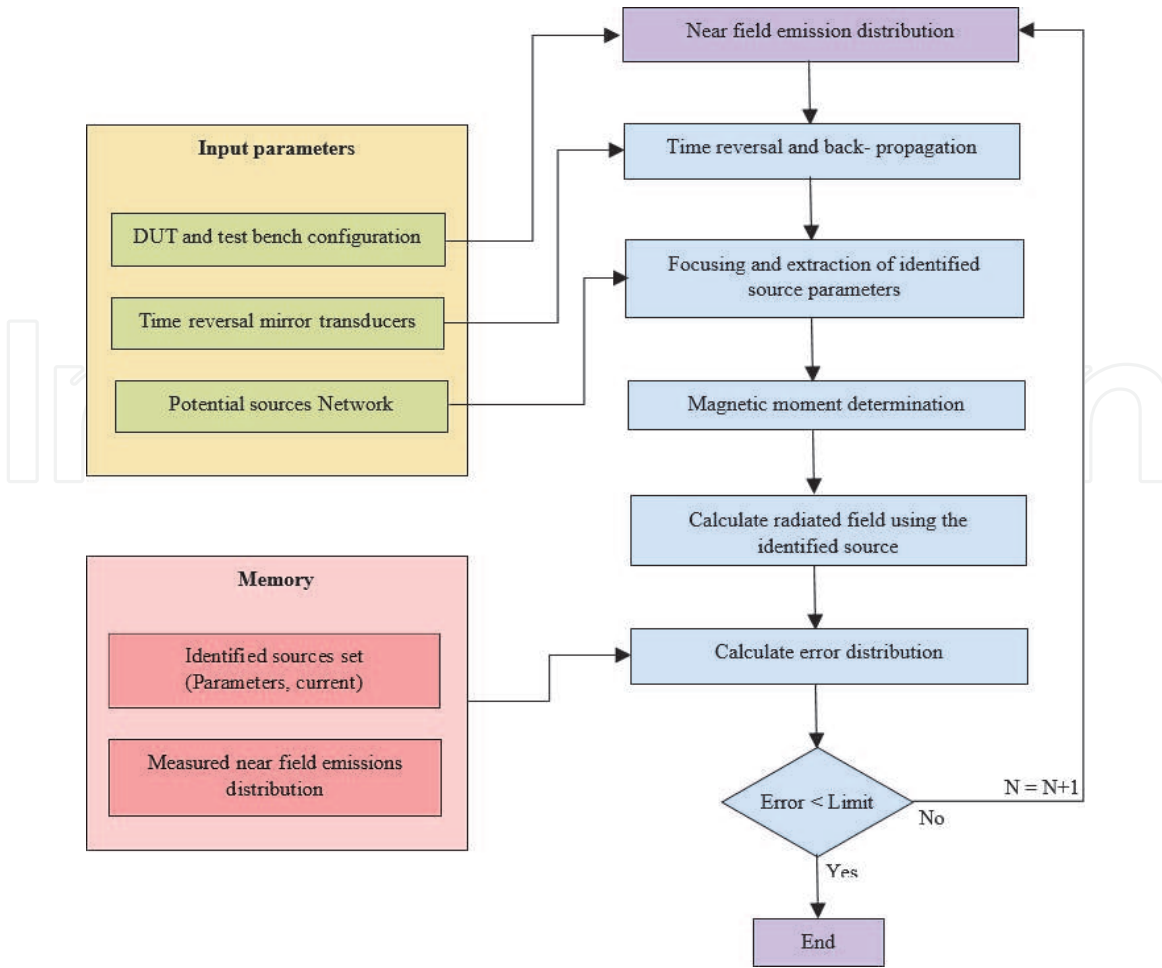 Near field emission distribution
Input parameters
Time reversal and back- propagation
DUT and test bench configuration
Focusing and extraction of identified
source parameters
Time reversal mirror transducers
Potential sources Network
Magnetic moment determination
Calculate radiated field using the
identified source
Memory
Identified sources set
(Parameters, current)
Calculate error distribution
Measured near field emissions
distribution
Error < Limit
N = N+1
No
Yes
End